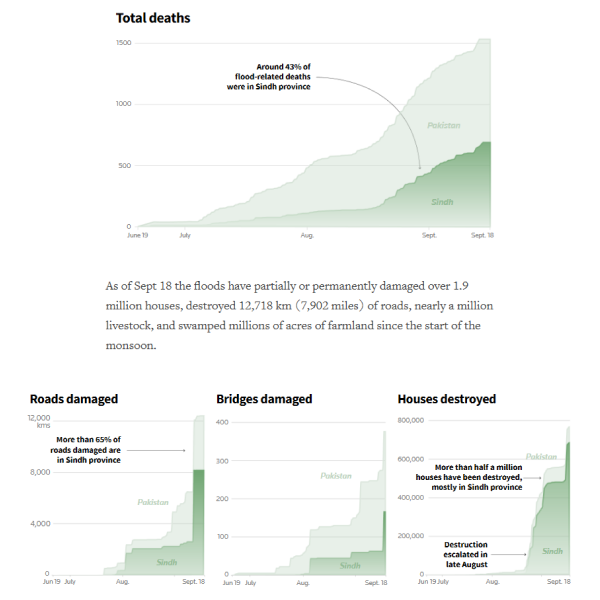 Total deaths
1500
Around 43% of
flood-related deaths
were in Sindh province
1000
Pakistan
500
Sindh
0
June 19 July Aug. Sept. Sept. 18
As of Sept 18 the floods have partially or permanently damaged over 1.9
million houses, destroyed 12,718 km (7,902 miles) of roads, nearly a million
livestock, and swamped millions of acres of farmland since the start of the
monsoon.
Roads damaged
12,000
kms
More than 65% of
roads damaged are
in Sindh province
8,000
Pakistan
4,000
Sindh
0
Jun 19 July Aug. Sept. 18
Bridges damaged
400
300
Pakistan
200
100
Sindh
0
Jun 19 July Aug. Sept. 18
Houses destroyed
800,000
Pakistan
600,000
More than half a million
houses have been destroyed,
mostly in Sindh province
400,000
200,000
Destruction
escalated in
late August
Sindh
0
Jun 19 July Aug. Sept. 18